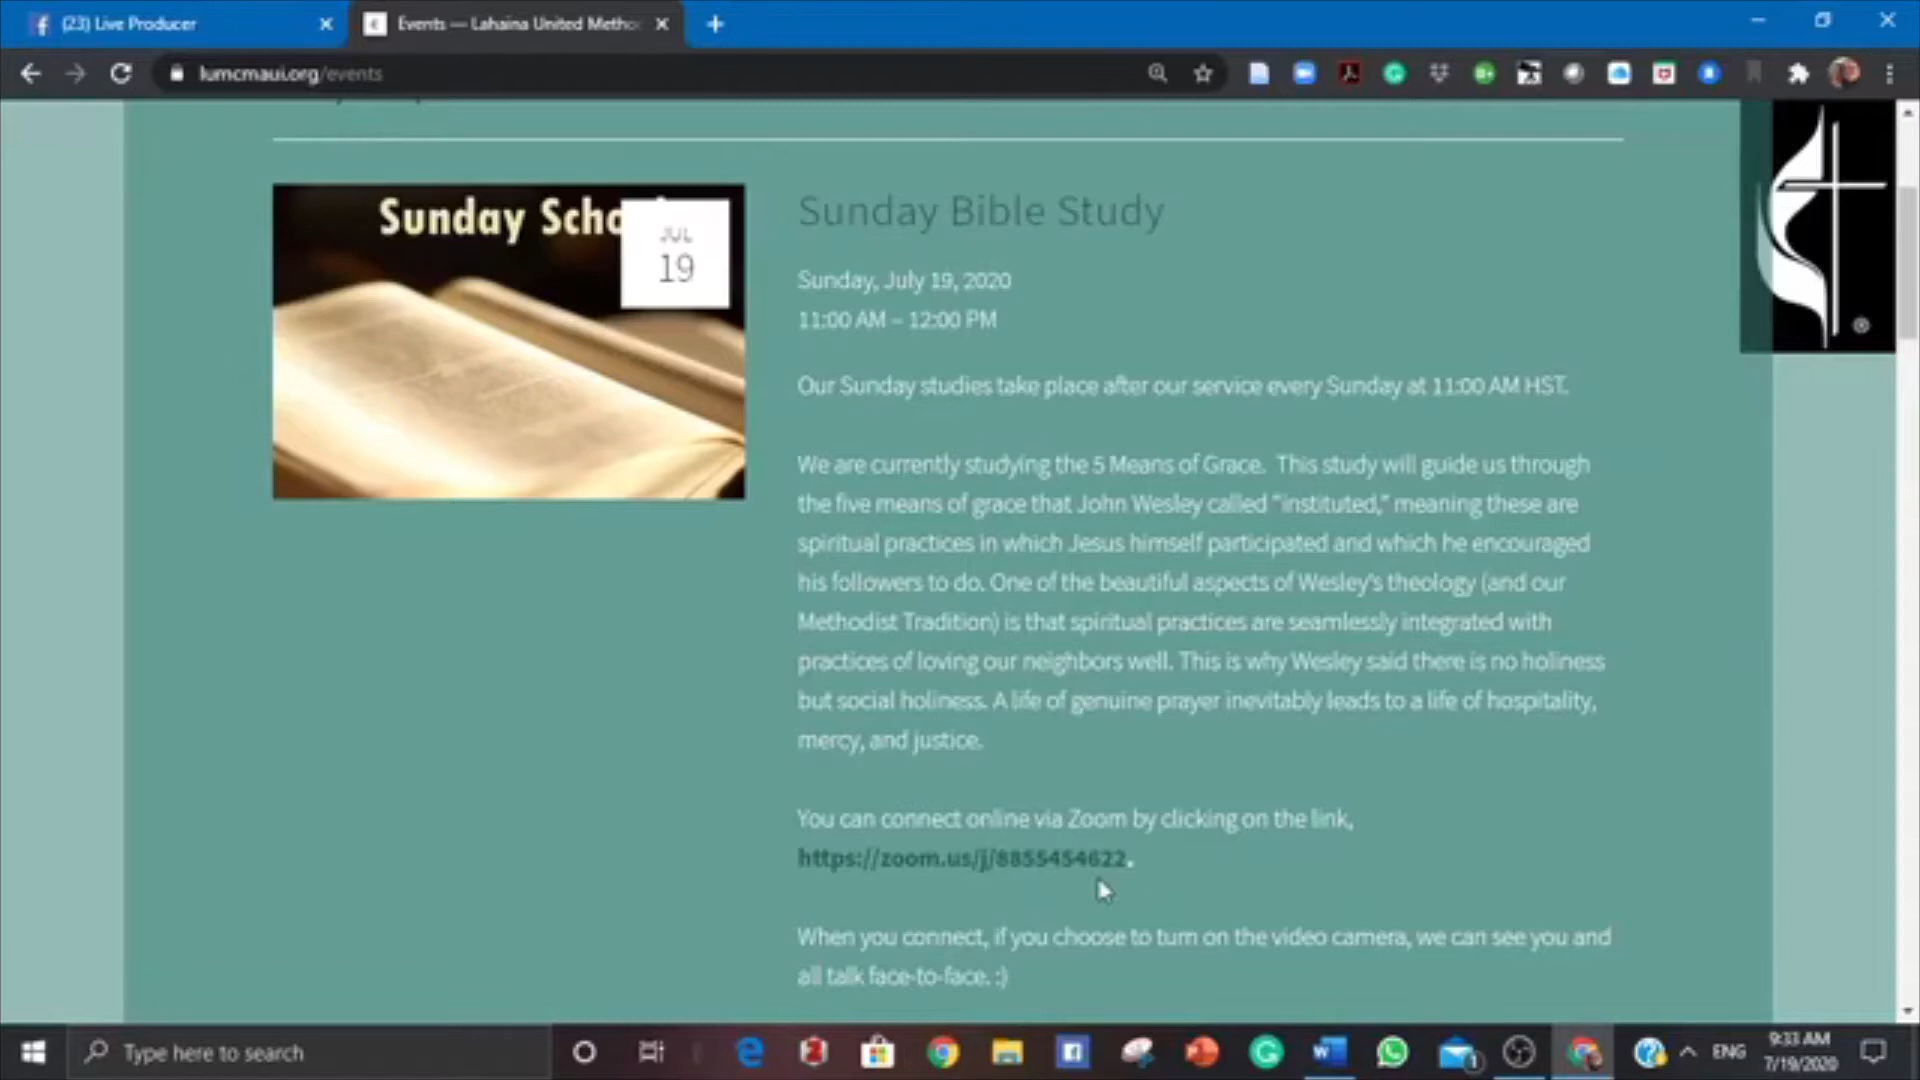 (23) Live Producer
Events — Lahaina United Metho
lumcmaui.org/events
Sunday Scho
JUL
19
Sunday Bible Study
Sunday, July 19, 2020
11:00 AM – 12:00 PM
Our Sunday studies take place after our service every Sunday at 11:00 AM HST.
We are currently studying the 5 Means of Grace.  This study will guide us through
the five means of grace that John Wesley called "instituted," meaning these are
spiritual practices in which Jesus himself participated and which he encouraged
his followers to do. One of the beautiful aspects of Wesley's theology (and our
Methodist Tradition) is that spiritual practices are seamlessly integrated with
practices of loving our neighbors well. This is why Wesley said there is no holiness
but social holiness. A life of genuine prayer inevitably leads to a life of hospitality,
mercy, and justice.
You can connect online via Zoom by clicking on the link,
https://zoom.us/j/8855454622.
When you connect, if you choose to turn on the video camera, we can see you and
all talk face-to-face. :)
®
Type here to search
1
ENG
9:33 AM
7/19/2020